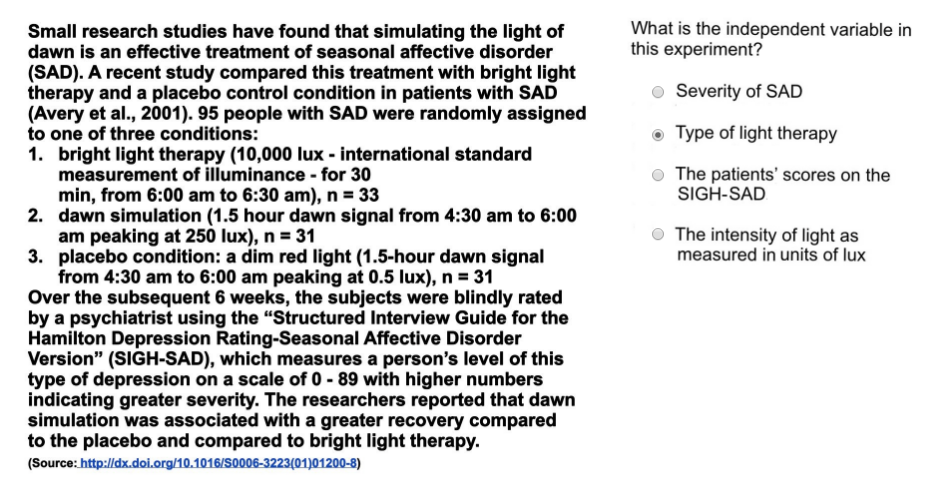 Small research studies have found that simulating the light of
dawn is an effective treatment of seasonal affective disorder
(SAD). A recent study compared this treatment with bright light
therapy and a placebo control condition in patients with SAD
(Avery et al., 2001). 95 people with SAD were randomly assigned
to one of three conditions:
1. bright light therapy (10,000 lux - international standard
measurement of illuminance - for 30
min, from 6:00 am to 6:30 am), n = 33
2. dawn simulation (1.5 hour dawn signal from 4:30 am to 6:00
am peaking at 250 lux), n = 31
3. placebo condition: a dim red light (1.5-hour dawn signal
from 4:30 am to 6:00 am peaking at 0.5 lux), n = 31
Over the subsequent 6 weeks, the subjects were blindly rated
by a psychiatrist using the “Structured Interview Guide for the
Hamilton Depression Rating-Seasonal Affective Disorder
Version” (SIGH-SAD), which measures a person’s level of this
type of depression on a scale of 0 - 89 with higher numbers
indicating greater severity. The researchers reported that dawn
simulation was associated with a greater recovery compared
to the placebo and compared to bright light therapy.
(Source: http://dx.doi.org/10.1016/S0006-3223(01)01200-8)
What is the independent variable in
this experiment?
Severity of SAD
Type of light therapy
The patients’ scores on the
SIGH-SAD
The intensity of light as
measured in units of lux